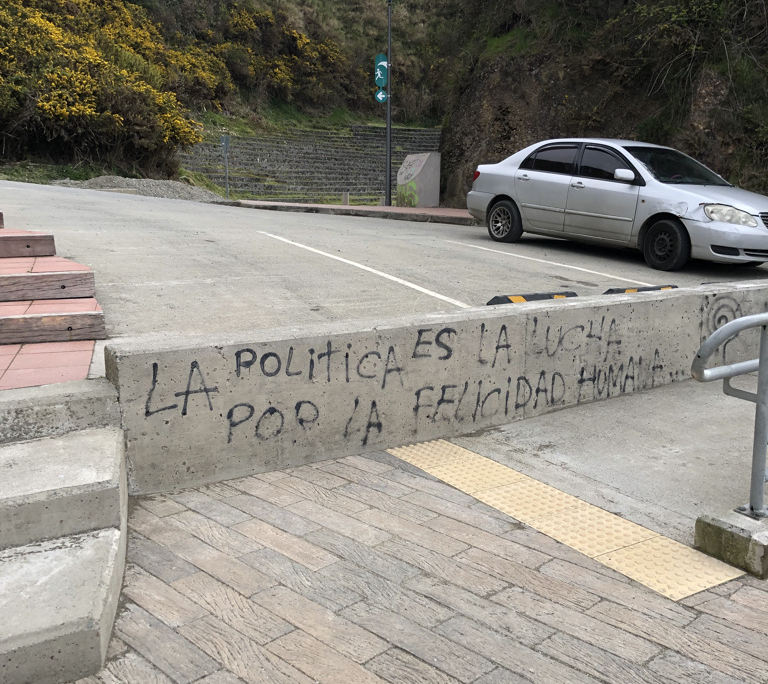 LA POLITICA ES LA LUCHA
POR LA FELICIDAD HUMANA...